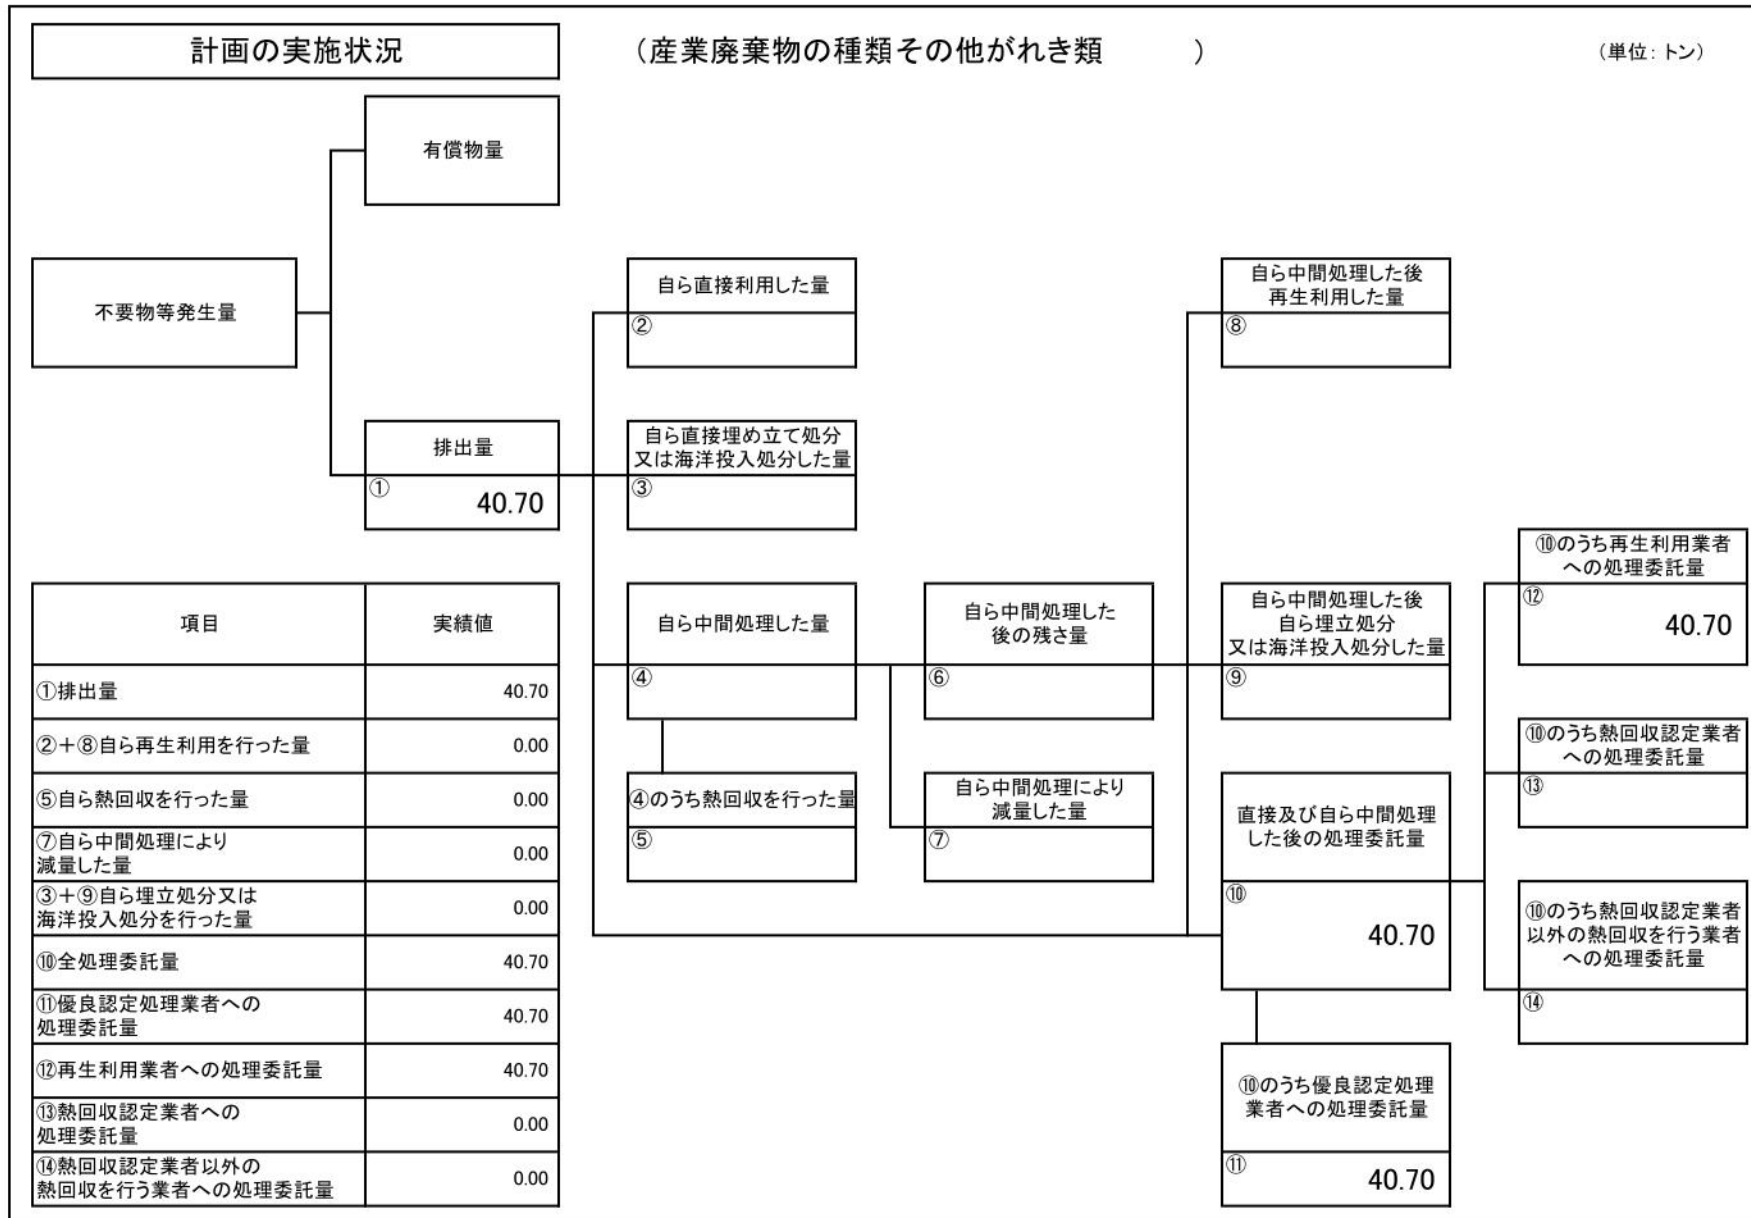 計画の実施状況
（産業廃棄物の種類その他がれき類　　　）
（単位：トン）
有償物量
不要物等発生量
自ら直接利用した量
②
自ら中間処理した後
再生利用した量
⑧
排出量
① 40.70
自ら直接埋め立て処分
又は海洋投入処分した量
③
⑩のうち再生利用業者
への処理委託量
⑫ 40.70
自ら中間処理した量
④
自ら中間処理した
後の残さ量
⑥
自ら中間処理した後
自ら埋立処分
又は海洋投入処分した量
⑨
⑩のうち熱回収認定業者
への処理委託量
⑬
④のうち熱回収を行った量
⑤
自ら中間処理により
減量した量
⑦
直接及び自ら中間処理
した後の処理委託量
⑩ 40.70
⑩のうち熱回収認定業者
以外の熱回収を行う業者
への処理委託量
⑭
⑩のうち優良認定処理
業者への処理委託量
⑪ 40.70
項目 実績値
①排出量 40.70
②＋⑧自ら再生利用を行った量 0.00
⑤自ら熱回収を行った量 0.00
⑦自ら中間処理により
減量した量 0.00
③＋⑨自ら埋立処分又は
海洋投入処分を行った量 0.00
⑩全処理委託量 40.70
⑪優良認定処理業者への
処理委託量 40.70
⑫再生利用業者への処理委託量 40.70
⑬熱回収認定業者への
処理委託量 0.00
⑭熱回収認定業者以外の
熱回収を行う業者への処理委託量 0.00